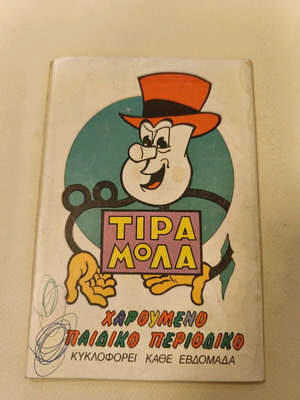 ΤΙΡΑ
ΜΟΛΑ
ΧΑΡΟΥΜΕΝΟ
ΠΑΙΔΙΚΟ ΠΕΡΙΟΔΙΚΟ
ΚΥΚΛΟΦΟΡΕΙ ΚΑΘΕ ΕΒΔΟΜΑΔΑ